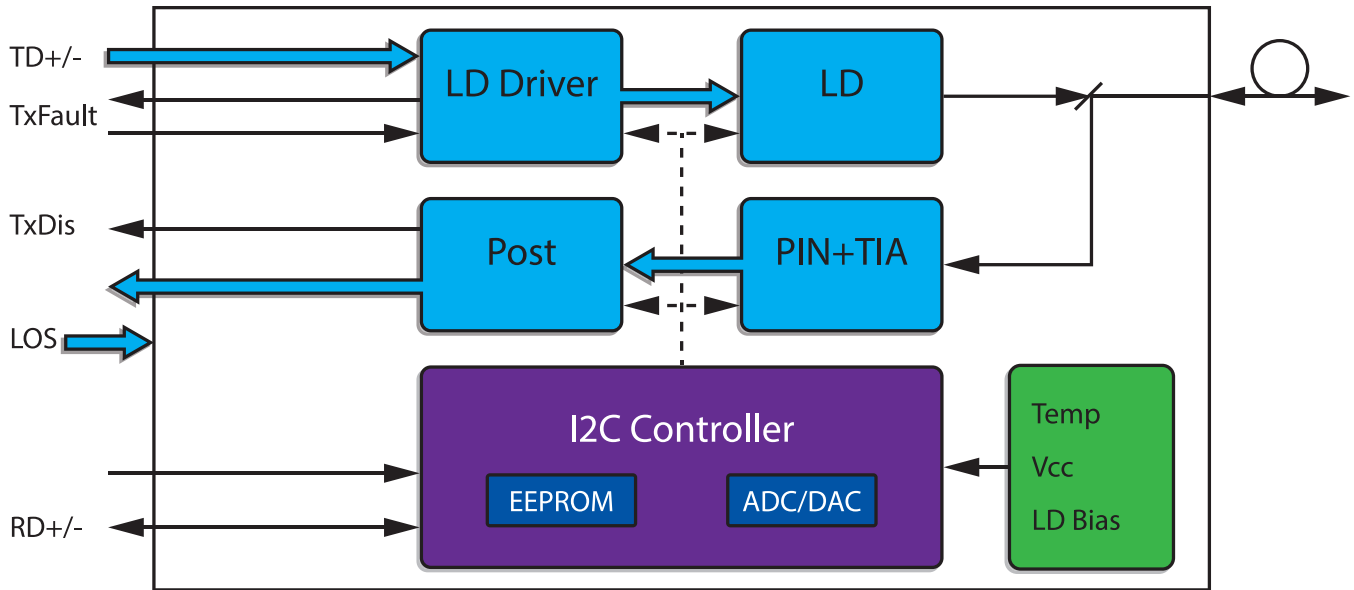 TD+/-
LD Driver
LD
TxFault
TxDis
Post
PIN+TIA
LOS
I2C Controller
EEPROM
ADC/DAC
Temp
Vcc
LD Bias
RD+/-